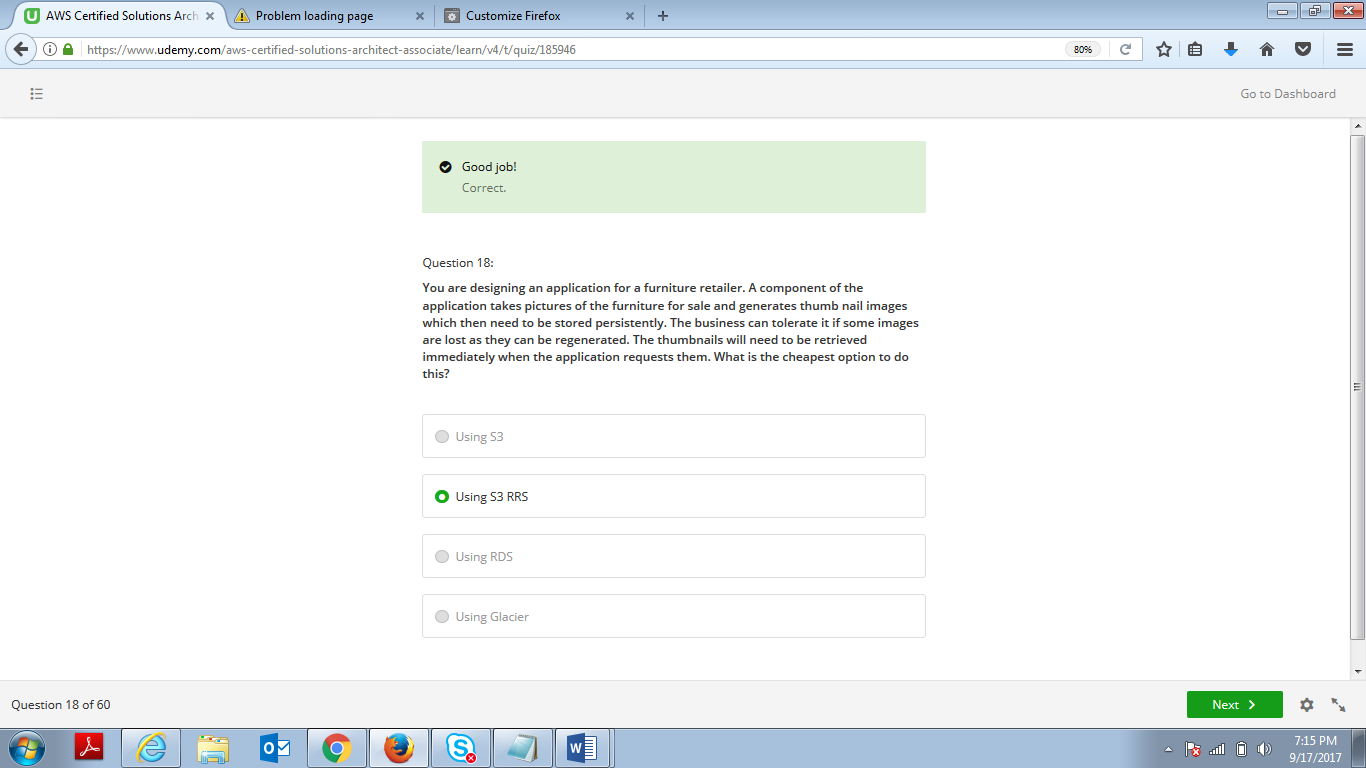 AWS Certified Solutions Arch
Problem loading page
Customize Firefox
https://www.udemy.com/aws-certified-solutions-architect-associate/learn/v4/t/quiz/185946
80%
Go to Dashboard
Good job!
Correct.
Question 18:
You are designing an application for a furniture retailer. A component of the
application takes pictures of the furniture for sale and generates thumb nail images
which then need to be stored persistently. The business can tolerate it if some images
are lost as they can be regenerated. The thumbnails will need to be retrieved
immediately when the application requests them. What is the cheapest option to do
this?
Using S3
Using S3 RRS
Using RDS
Using Glacier
Question 18 of 60
Next
7:15 PM
9/17/2017